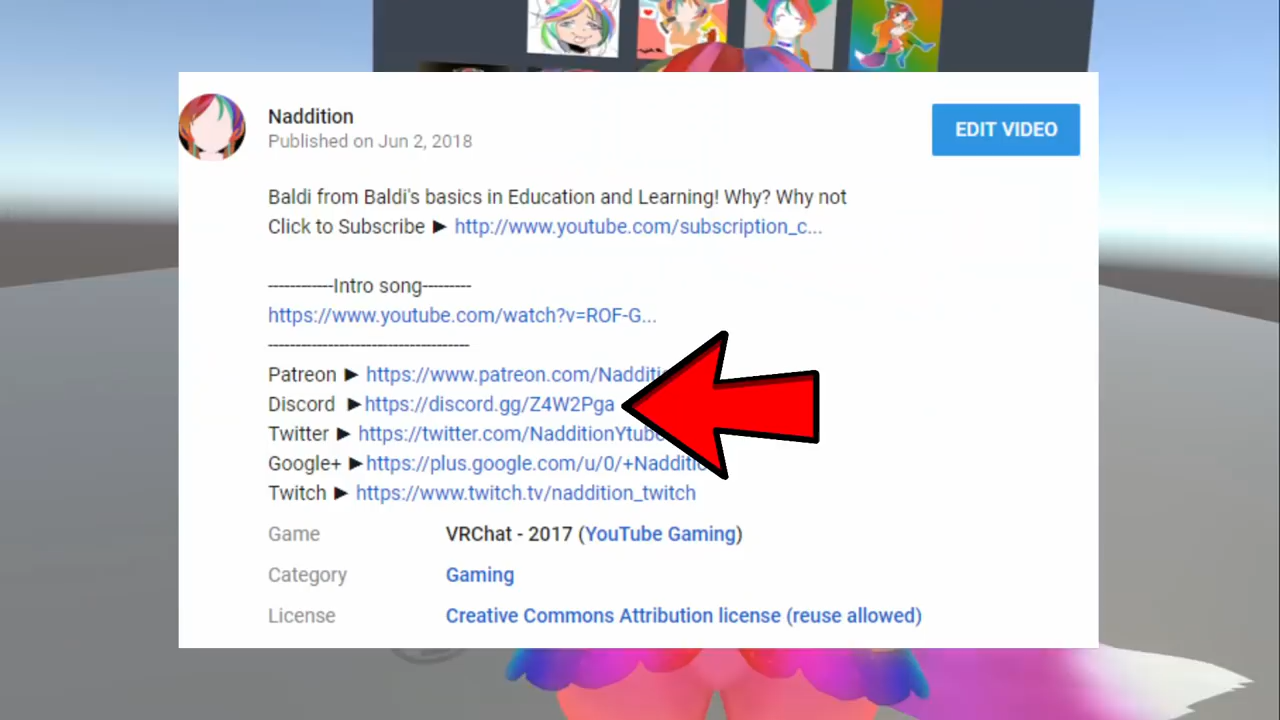 Naddition
Published on Jun 2, 2018
EDIT VIDEO
Baldi from Baldi's basics in Education and Learning! Why? Why not
Click to Subscribe ► http://www.youtube.com/subscription_c...
------------Intro song---------
https://www.youtube.com/watch?v=ROF-G...
-------------------------------------
Patreon ► https://www.patreon.com/Nadditi
Discord ►https://discord.gg/Z4W2Pga
Twitter ► https://twitter.com/NadditionYtube
Google+ ►https://plus.google.com/u/0/+Nadditio
Twitch ► https://www.twitch.tv/naddition_twitch
Game VRChat - 2017 (YouTube Gaming)
Category Gaming
License Creative Commons Attribution license (reuse allowed)